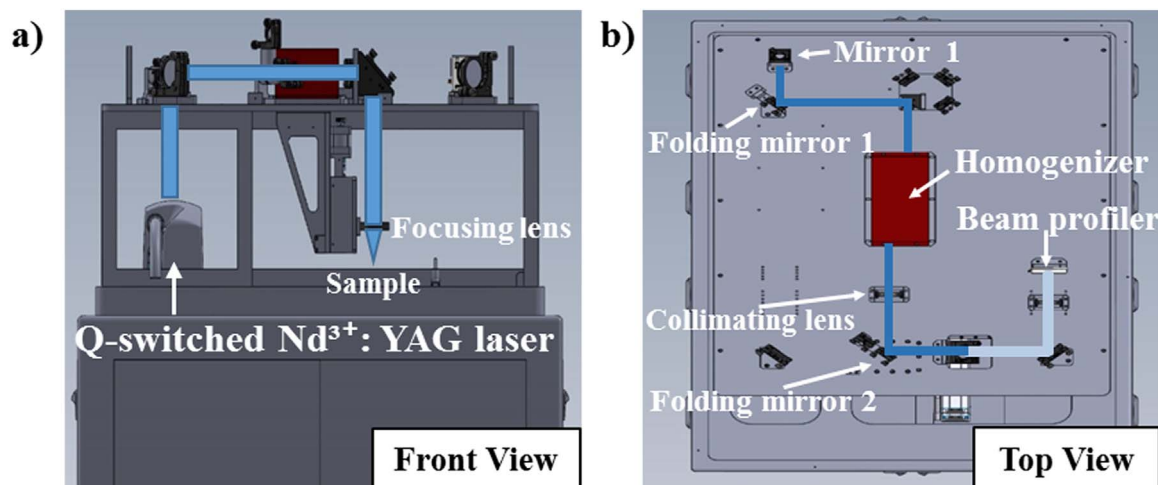 a)
Focusing lens
Sample
Q-switched Nd³⁺: YAG laser
Front View
b)
Mirror 1
Folding mirror 1
Homogenizer
Beam profiler
Collimating lens
Folding mirror 2
Top View